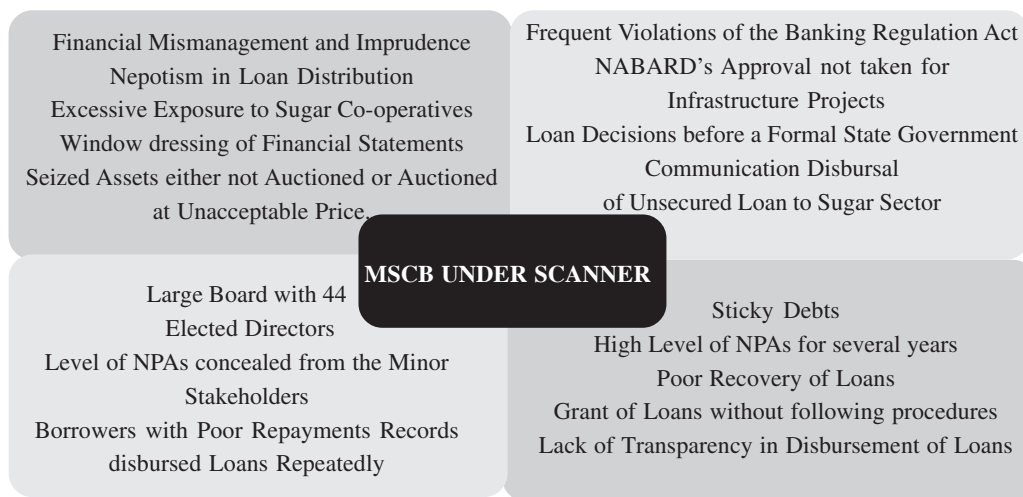 Financial Mismanagement and Imprudence
Nepotism in Loan Distribution
Excessive Exposure to Sugar Co-operatives
Window dressing of Financial Statements
Seized Assets either not Auctioned or Auctioned
at Unacceptable Price.
Frequent Violations of the Banking Regulation Act
NABARD's Approval not taken for
Infrastructure Projects
Loan Decisions before a Formal State Government
Communication Disbursal
of Unsecured Loan to Sugar Sector
MSCB UNDER SCANNER
Large Board with 44
Elected Directors
Level of NPAs concealed from the Minor
Stakeholders
Borrowers with Poor Repayments Records
disbursed Loans Repeatedly
Sticky Debts
High Level of NPAs for several years
Poor Recovery of Loans
Grant of Loans without following procedures
Lack of Transparency in Disbursement of Loans